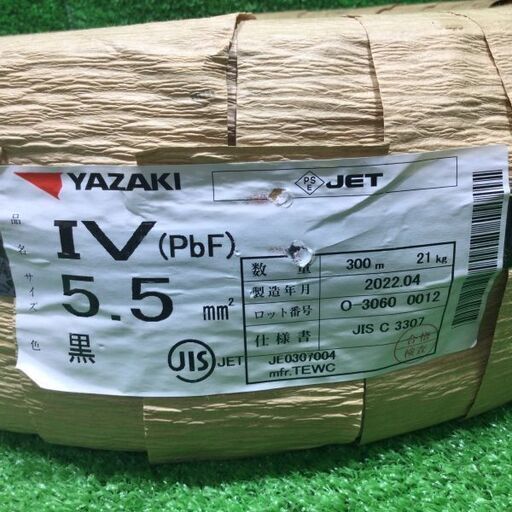 YAZAKI
PS E JET
品名 IV (PbF)
サイズ 5.5 mm²
色 黒
数量 300 m 21 kg
製造年月 2022.04
ロット番号 O-3060 0012
仕様書 JIS C 3307
JIS JET JE0307004
mfr.TEWC
合格
検査